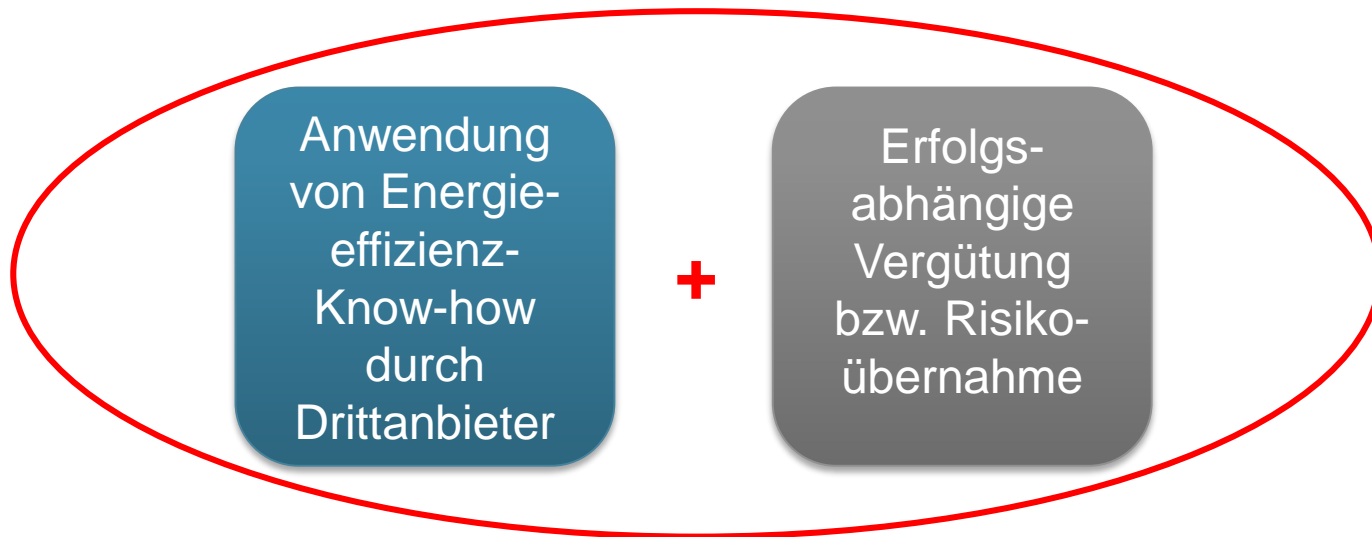 Anwendung
von Energie-
effizienz-
Know-how
durch
Drittanbieter
+
Erfolgs-
abhängige
Vergütung
bzw. Risiko-
übernahme